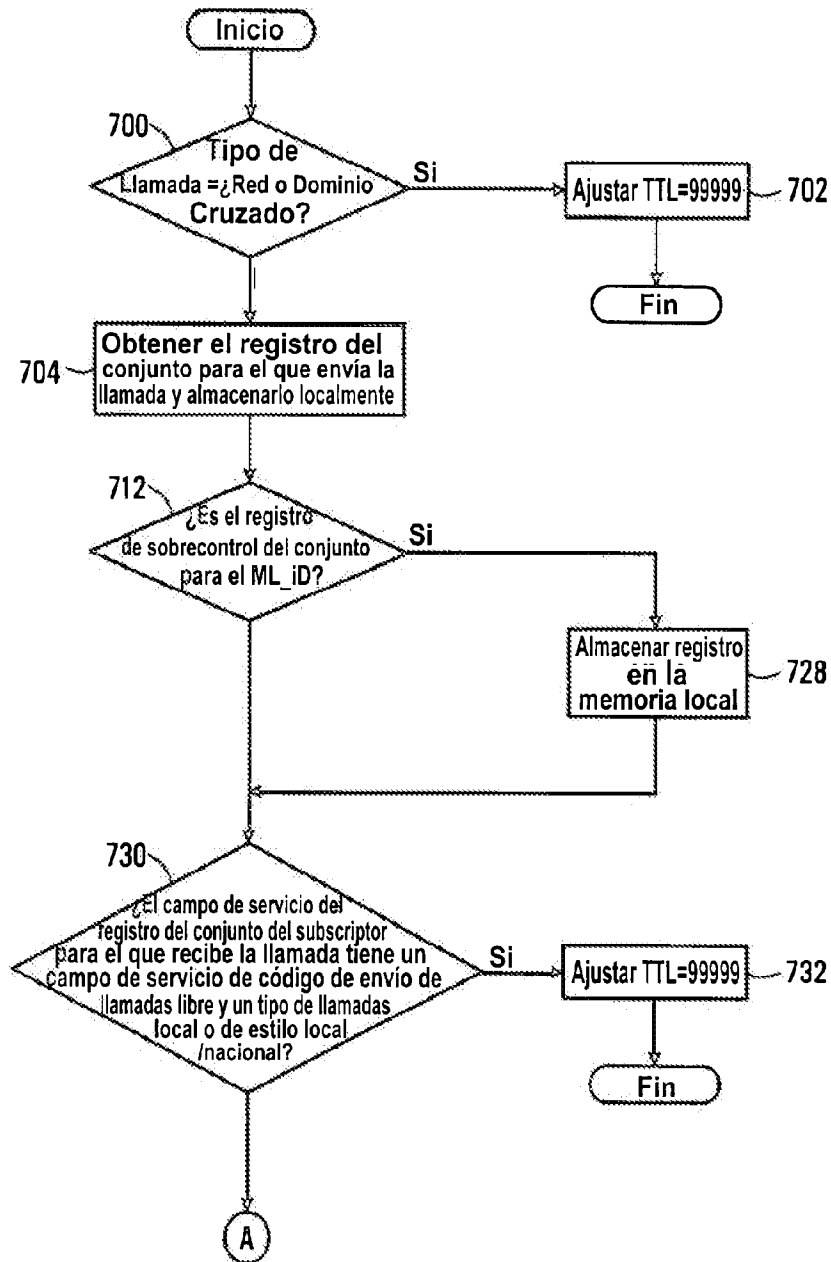 Inicio
700
Tipo de
Llamada =¿Red o Dominio
Cruzado?
Si
Ajustar TTL=99999
702
Fin
704
Obtener el registro del
conjunto para el que envía la
llamada y almacenarlo localmente
712
¿Es el registro
de sobrecontrol del conjunto
para el ML_iD?
Si
Almacenar registro
en la
memoria local
728
730
¿El campo de servicio del
registro del conjunto del subscriptor
para el que recibe la llamada tiene un
campo de servicio de código de envío de
llamadas libre y un tipo de llamadas
local o de estilo local
/nacional?
Si
Ajustar TTL=99999
732
Fin
A